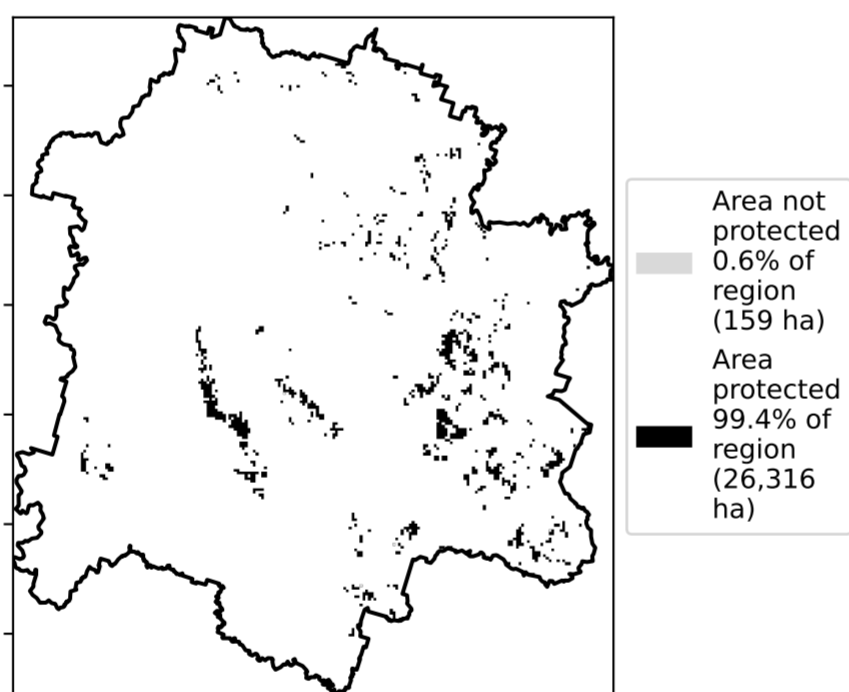 Area not
protected
0.6% of
region
(159 ha)
Area
protected
99.4% of
region
(26,316
ha)